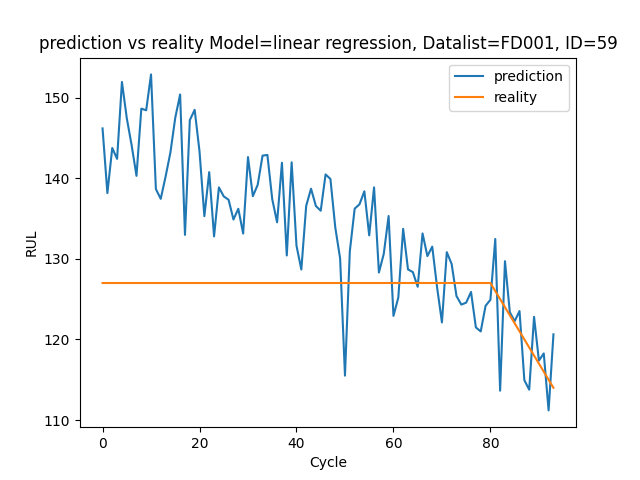 prediction vs reality Model=linear regression, Datalist=FD001, ID=59
prediction
reality
150
140
130
120
110
RUL
0 20 40 60 80
Cycle